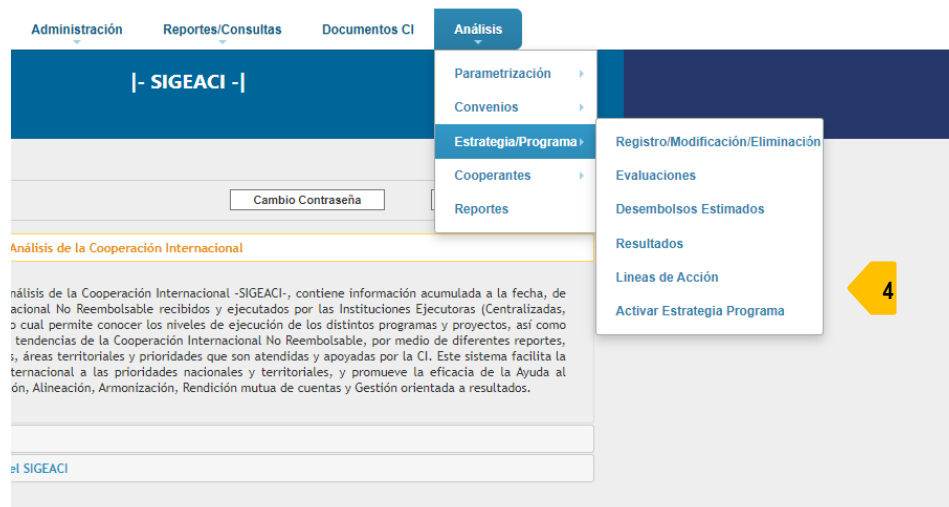 Administración
Reportes/Consultas
Documentos CI
Análisis
|- SIGEACI -|
Parametrización
Convenios
Estrategia/Programa
Cooperantes
Reportes
Registro/Modificación/Eliminación
Evaluaciones
Desembolsos Estimados
Resultados
Lineas de Acción
Activar Estrategia Programa
4
Cambio Contraseña
Análisis de la Cooperación Internacional
nálisis de la Cooperación Internacional -SIGEACI-, contiene información acumulada a la fecha, de
acional No Reembolsable recibidos y ejecutados por las Instituciones Ejecutoras (Centralizadas,
o cual permite conocer los niveles de ejecución de los distintos programas y proyectos, así como
tendencias de la Cooperación Internacional No Reembolsable, por medio de diferentes reportes,
s, áreas territoriales y prioridades que son atendidas y apoyadas por la CI. Este sistema facilita la
ternacional a las prioridades nacionales y territoriales, y promueve la eficacia de la Ayuda al
ón, Alineación, Armonización, Rendición mutua de cuentas y Gestión orientada a resultados.
el SIGEACI